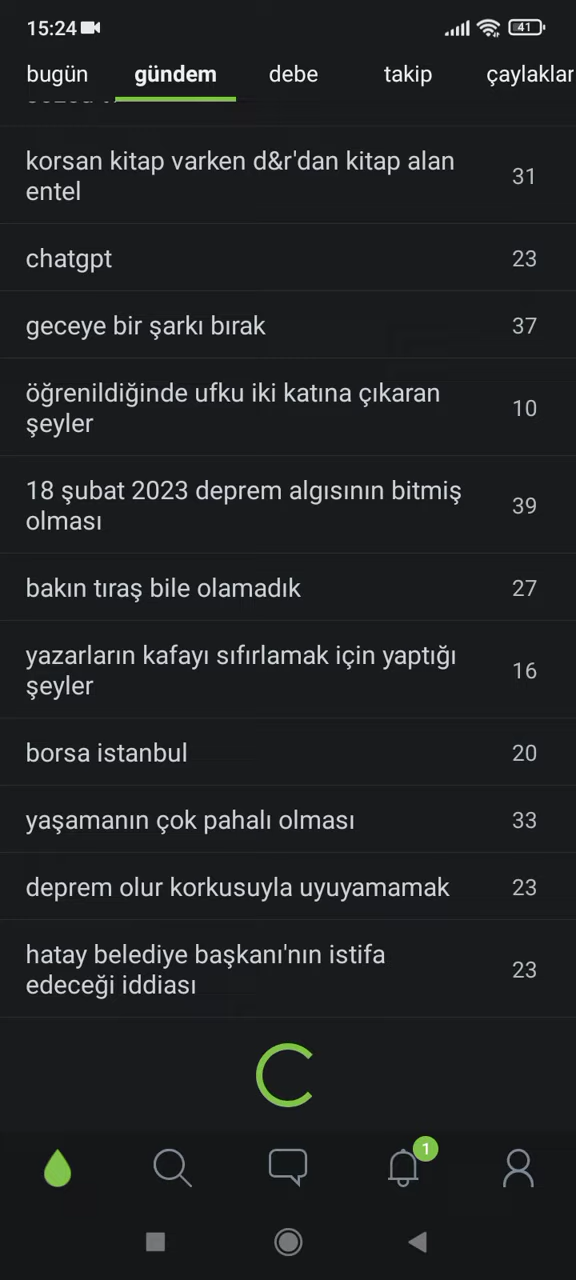 15:24
41
bugün
gündem
debe
takip
çaylaklar
korsan kitap varken d&r'dan kitap alan
entel
31
chatgpt
23
geceye bir şarkı bırak
37
öğrenildiğinde ufku iki katına çıkaran
şeyler
10
18 şubat 2023 deprem algısının bitmiş
olması
39
bakın tıraş bile olamadık
27
yazarların kafayı sıfırlamak için yaptığı
şeyler
16
borsa istanbul
20
yaşamanın çok pahalı olması
33
deprem olur korkusuyla uyuyamamak
23
hatay belediye başkanı'nın istifa
edeceği iddiası
23
1